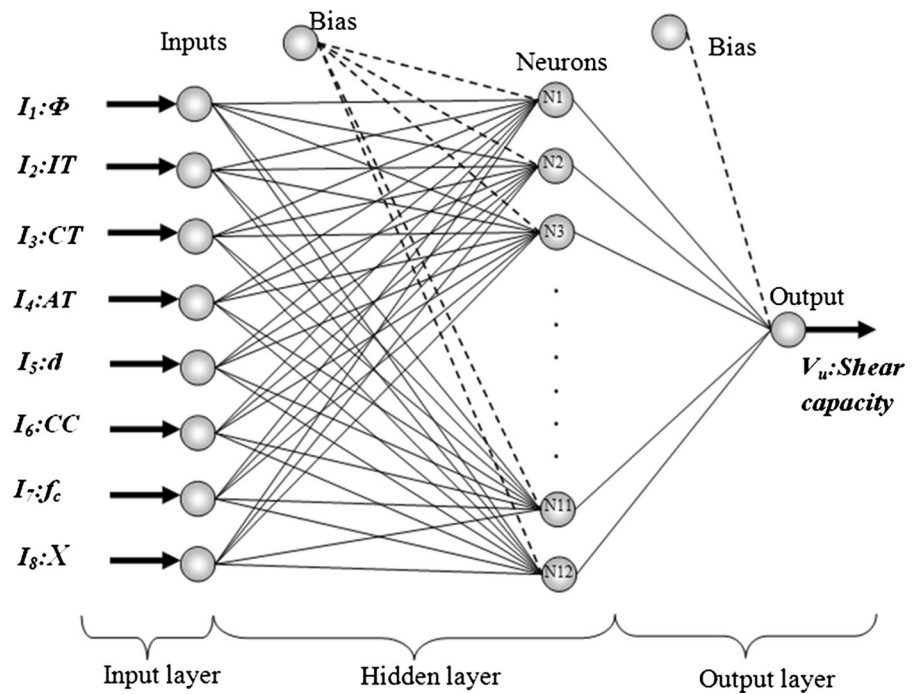 Bias
Inputs
Bias
Neurons
I₁:Φ
N1
I₂:IT
N2
I₃:CT
N3
I₄:AT
Output
I₅:d
Vᵤ:Shear
capacity
I₆:CC
I₇:f꜀
N11
I₈:X
N12
Input layer
Hidden layer
Output layer